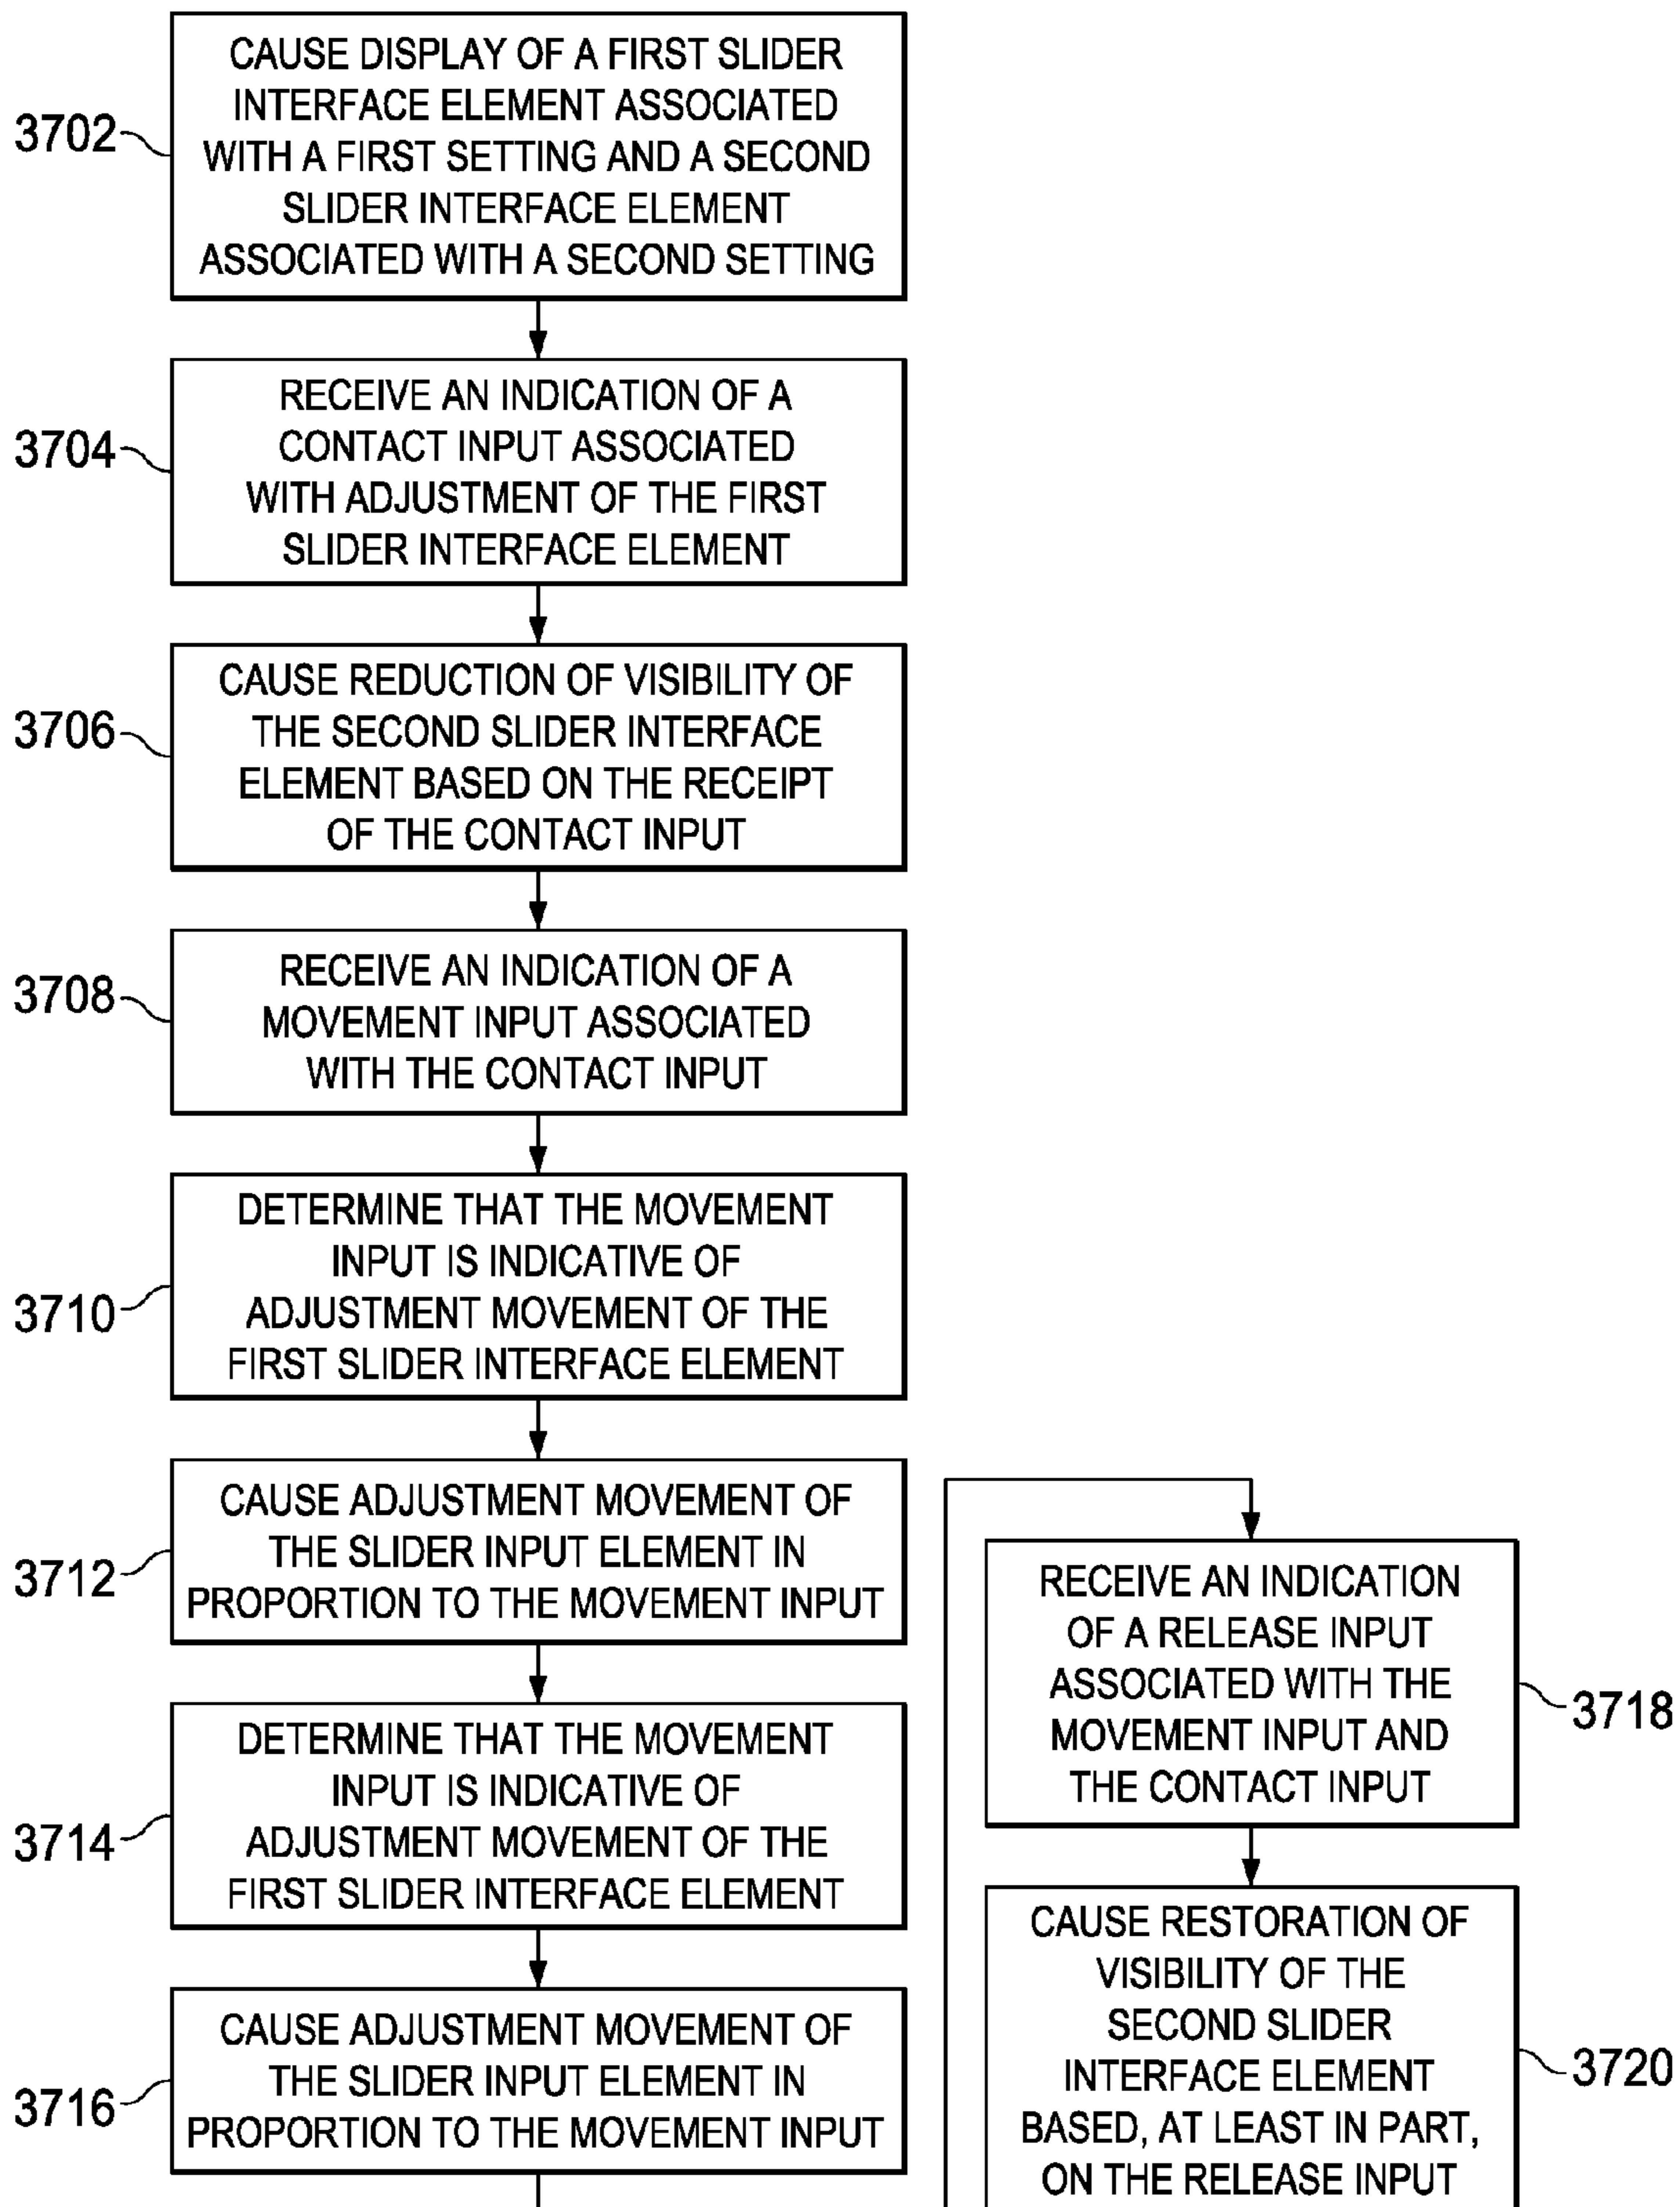 3702
CAUSE DISPLAY OF A FIRST SLIDER
INTERFACE ELEMENT ASSOCIATED
WITH A FIRST SETTING AND A SECOND
SLIDER INTERFACE ELEMENT
ASSOCIATED WITH A SECOND SETTING
3704
RECEIVE AN INDICATION OF A
CONTACT INPUT ASSOCIATED
WITH ADJUSTMENT OF THE FIRST
SLIDER INTERFACE ELEMENT
3706
CAUSE REDUCTION OF VISIBILITY OF
THE SECOND SLIDER INTERFACE
ELEMENT BASED ON THE RECEIPT
OF THE CONTACT INPUT
3708
RECEIVE AN INDICATION OF A
MOVEMENT INPUT ASSOCIATED
WITH THE CONTACT INPUT
3710
DETERMINE THAT THE MOVEMENT
INPUT IS INDICATIVE OF
ADJUSTMENT MOVEMENT OF THE
FIRST SLIDER INTERFACE ELEMENT
3712
CAUSE ADJUSTMENT MOVEMENT OF
THE SLIDER INPUT ELEMENT IN
PROPORTION TO THE MOVEMENT INPUT
3714
DETERMINE THAT THE MOVEMENT
INPUT IS INDICATIVE OF
ADJUSTMENT MOVEMENT OF THE
FIRST SLIDER INTERFACE ELEMENT
3716
CAUSE ADJUSTMENT MOVEMENT OF
THE SLIDER INPUT ELEMENT IN
PROPORTION TO THE MOVEMENT INPUT
RECEIVE AN INDICATION
OF A RELEASE INPUT
ASSOCIATED WITH THE
MOVEMENT INPUT AND
THE CONTACT INPUT
3718
CAUSE RESTORATION OF
VISIBILITY OF THE
SECOND SLIDER
INTERFACE ELEMENT
BASED, AT LEAST IN PART,
ON THE RELEASE INPUT
3720